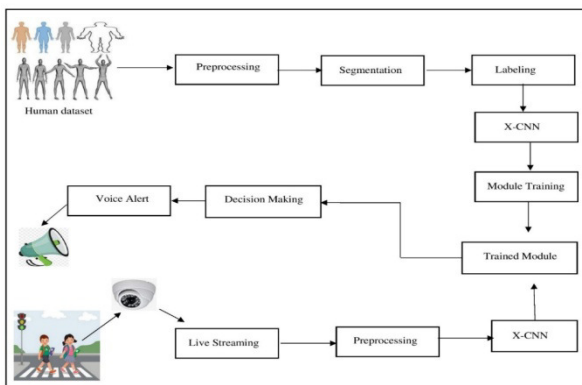 Human dataset
Preprocessing
Segmentation
Labeling
X-CNN
Module Training
Trained Module
Decision Making
Voice Alert
Live Streaming
Preprocessing
X-CNN